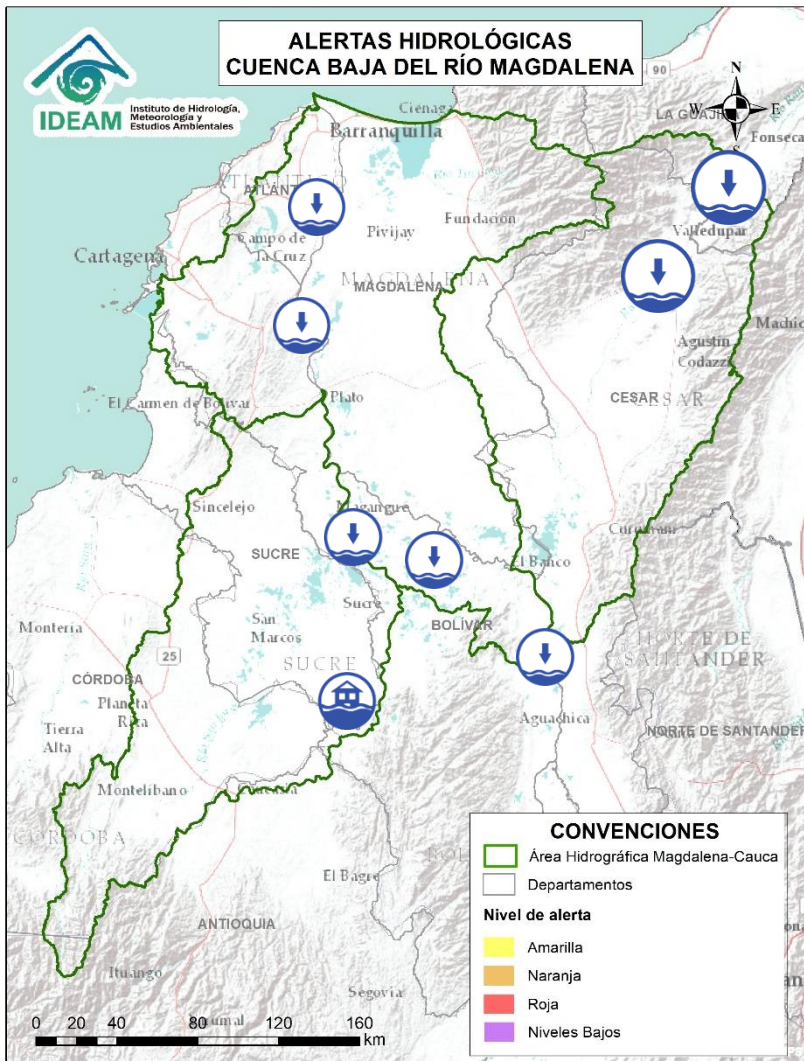 ALERTAS HIDROLÓGICAS
CUENCA BAJA DEL RÍO MAGDALENA
IDEAM
Instituto de Hidrología,
Meteorología y
Estudios Ambientales
N
W
E
S
90
LA GUAJIRA
Fonseca
Ciénaga
Barranquilla
Pivijay
Fundación
Valledupar
Campo de
la Cruz
Cartagena
MAGDALENA
MAGDALENA
Agustín
Codazzi
CESAR
CESAR
El Carmen de Bolívar
Plato
Sincelejo
Magangue
Curumaní
El Banco
SUCRE
Sucre
San
Marcos
BOLÍVAR
Montería
25
SUCRE
NORTE DE
SANTANDER
CÓRDOBA
Planeta
Rica
Aguachica
Tierra
Alta
NORTE DE SANTANDER
Montelíbano
Caucasia
CÓRDOBA
El Bagre
ANTIOQUIA
Ituango
Segovia
CONVENCIONES
Área Hidrográfica Magdalena-Cauca
Departamentos
Nivel de alerta
Amarilla
Naranja
Roja
Niveles Bajos
0 20 40 80 120 160
km